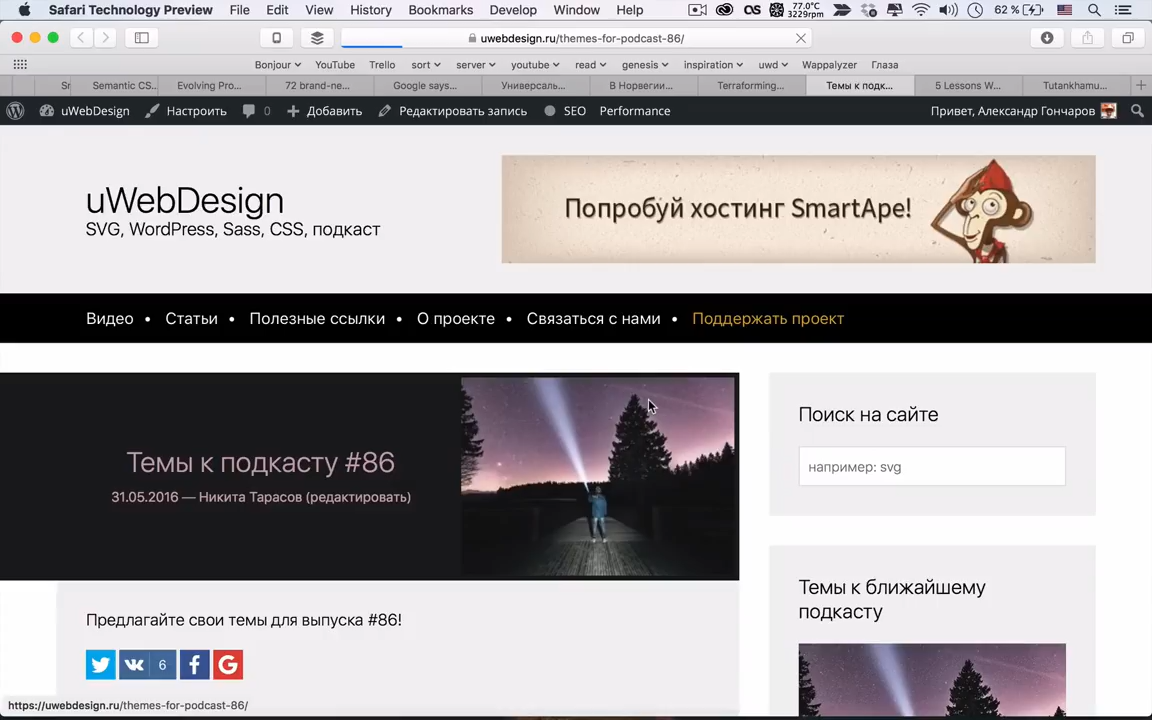 Safari Technology Preview File Edit View History Bookmarks Develop Window Help 77.0°C 3229rpm 62 %
uwebdesign.ru/themes-for-podcast-86/
Bonjour YouTube Trello sort server youtube read genesis inspiration uwd Wappalyzer Глаза
Sr Semantic CS... Evolving Pro... 72 brand-ne... Google says... Универсаль... В Норвегии... Terraforming... Темы к подк... 5 Lessons W... Tutankhamu...
uWebDesign Настроить 0 Добавить Редактировать запись SEO Performance Привет, Александр Гончаров
uWebDesign
SVG, WordPress, Sass, CSS, подкаст
Попробуй хостинг SmartApe!
Видео • Статьи • Полезные ссылки • О проекте • Связаться с нами • Поддержать проект
Темы к подкасту #86
31.05.2016 — Никита Тарасов (редактировать)
Предлагайте свои темы для выпуска #86!
6
Поиск на сайте
например: svg
Темы к ближайшему
подкасту
https://uwebdesign.ru/themes-for-podcast-86/